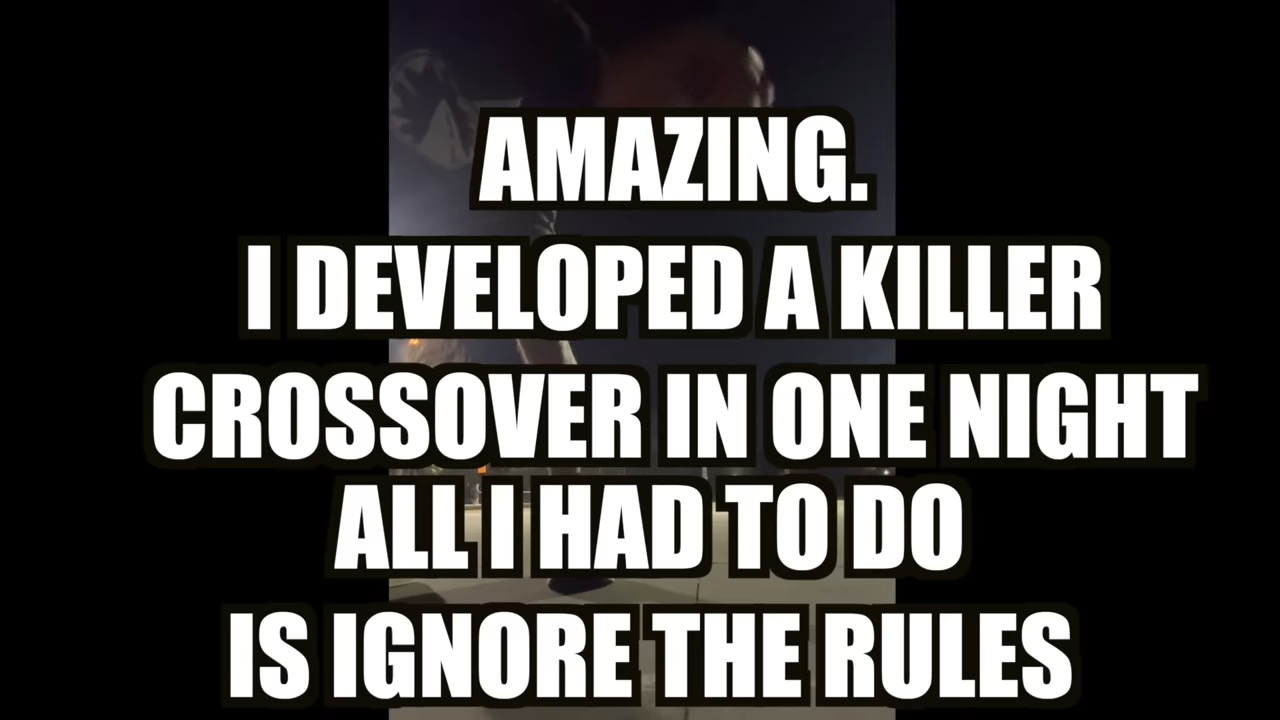 AMAZING.
I DEVELOPED A KILLER
CROSSOVER IN ONE NIGHT
ALL I HAD TO DO
IS IGNORE THE RULES